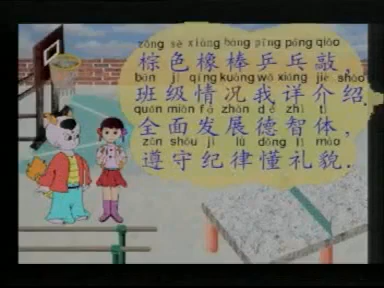 zōng sè xiàng bàng pīng pāng qiāo
棕色橡棒乒乓敲,
bān jí qíng kuàng wǒ xiáng jiè shào
班级情况我详介绍.
quán miàn fā zhǎn dé zhì tǐ
全面发展德智体,
zūn shǒu jì lǜ dǒng lǐ mào
遵守纪律懂礼貌.